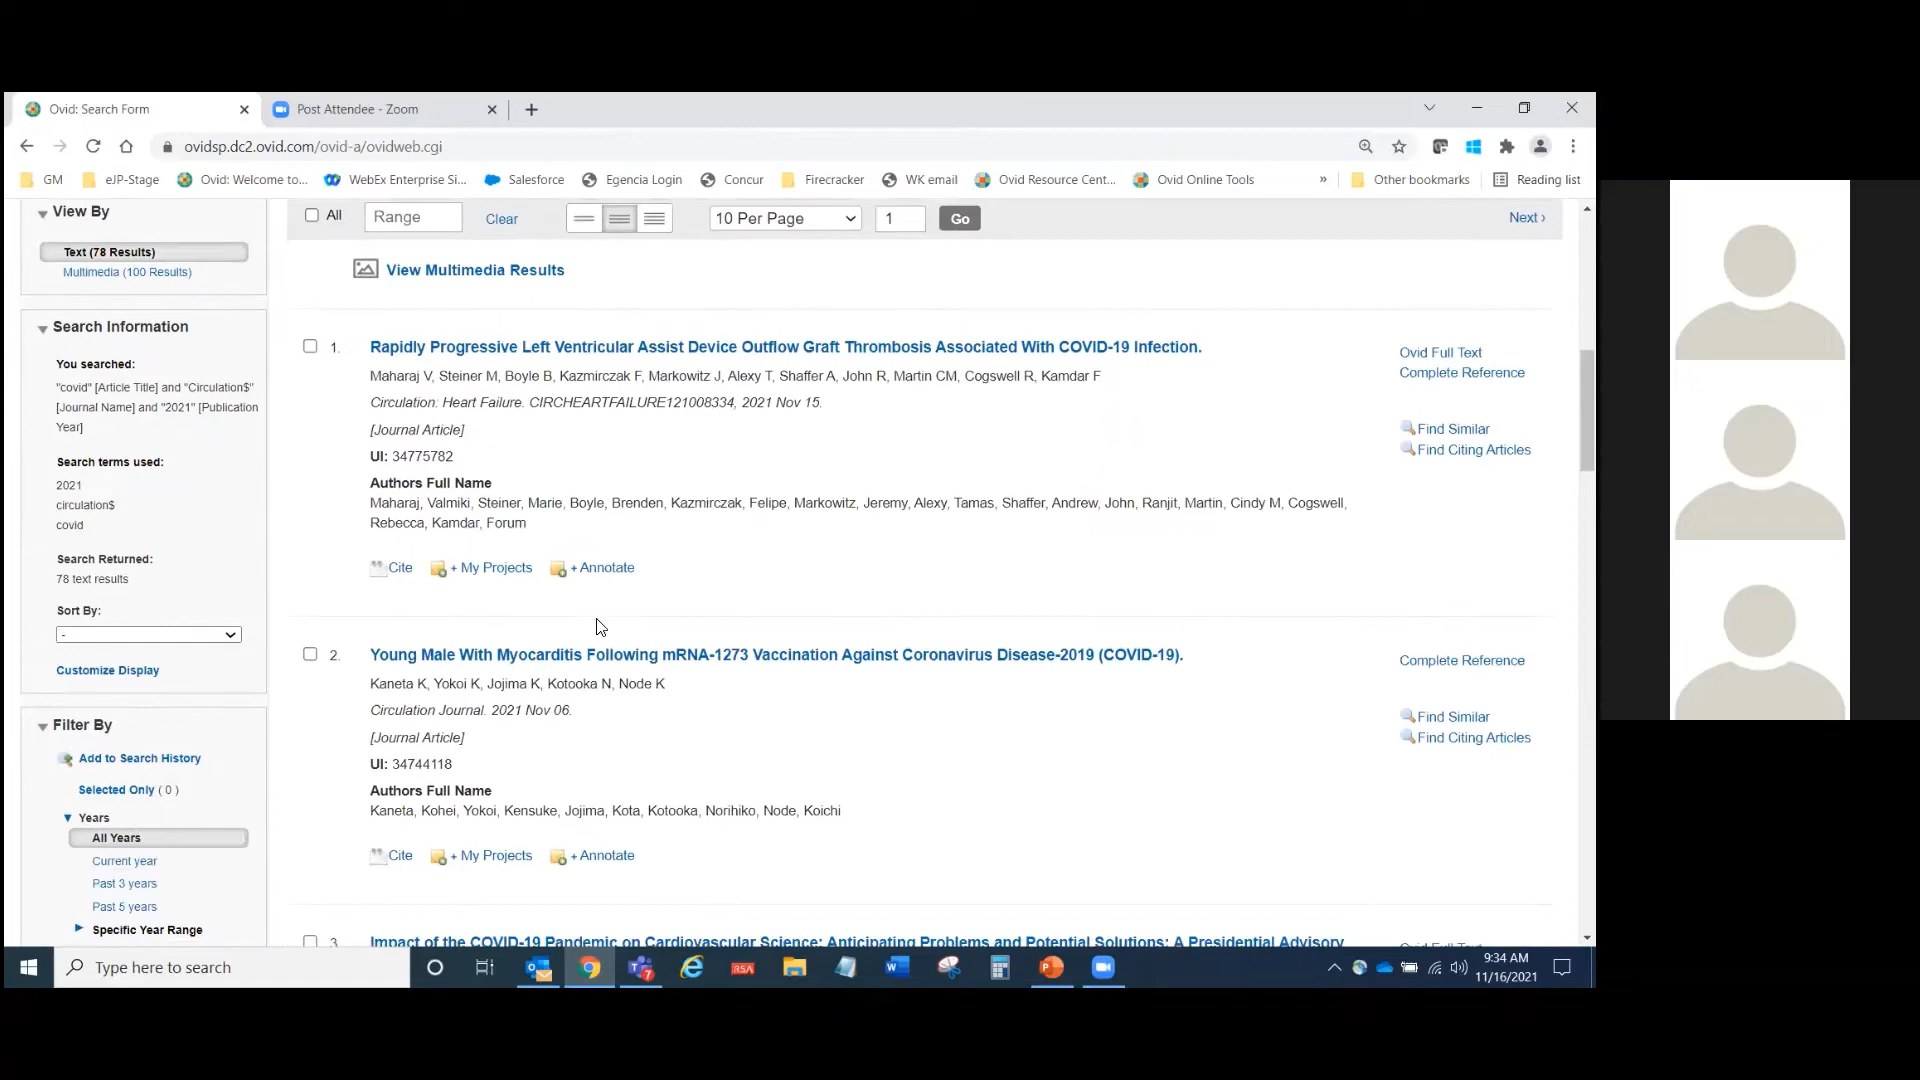 Ovid: Search Form
Post Attendee - Zoom
ovidsp.dc2.ovid.com/ovid-a/ovidweb.cgi
GM
eJP-Stage
Ovid: Welcome to...
WebEx Enterprise Si...
Salesforce
Egencia Login
Concur
Firecracker
WK email
Ovid Resource Cent...
Ovid Online Tools
»
Other bookmarks
Reading list
View By
Text (78 Results)
Multimedia (100 Results)
Search Information
You searched:
"covid" [Article Title] and "Circulation$"
[Journal Name] and "2021" [Publication
Year]
Search terms used:
2021
circulation$
covid
Search Returned:
78 text results
Sort By:
-
Customize Display
Filter By
Add to Search History
Selected Only ( 0 )
Years
All Years
Current year
Past 3 years
Past 5 years
Specific Year Range
All
Range
Clear
10 Per Page
1
Go
Next ›
View Multimedia Results
1. Rapidly Progressive Left Ventricular Assist Device Outflow Graft Thrombosis Associated With COVID-19 Infection.
Maharaj V, Steiner M, Boyle B, Kazmirczak F, Markowitz J, Alexy T, Shaffer A, John R, Martin CM, Cogswell R, Kamdar F
Circulation: Heart Failure. CIRCHEARTFAILURE121008334, 2021 Nov 15.
[Journal Article]
UI: 34775782
Authors Full Name
Maharaj, Valmiki, Steiner, Marie, Boyle, Brenden, Kazmirczak, Felipe, Markowitz, Jeremy, Alexy, Tamas, Shaffer, Andrew, John, Ranjit, Martin, Cindy M, Cogswell,
Rebecca, Kamdar, Forum
Cite
+ My Projects
+ Annotate
Ovid Full Text
Complete Reference
Find Similar
Find Citing Articles
2. Young Male With Myocarditis Following mRNA-1273 Vaccination Against Coronavirus Disease-2019 (COVID-19).
Kaneta K, Yokoi K, Jojima K, Kotooka N, Node K
Circulation Journal. 2021 Nov 06.
[Journal Article]
UI: 34744118
Authors Full Name
Kaneta, Kohei, Yokoi, Kensuke, Jojima, Kota, Kotooka, Norihiko, Node, Koichi
Cite
+ My Projects
+ Annotate
Complete Reference
Find Similar
Find Citing Articles
3. Impact of the COVID-19 Pandemic on Cardiovascular Science: Anticipating Problems and Potential Solutions: A Presidential Advisory
Ovid Full Text
Type here to search
7
RSA
9:34 AM
11/16/2021